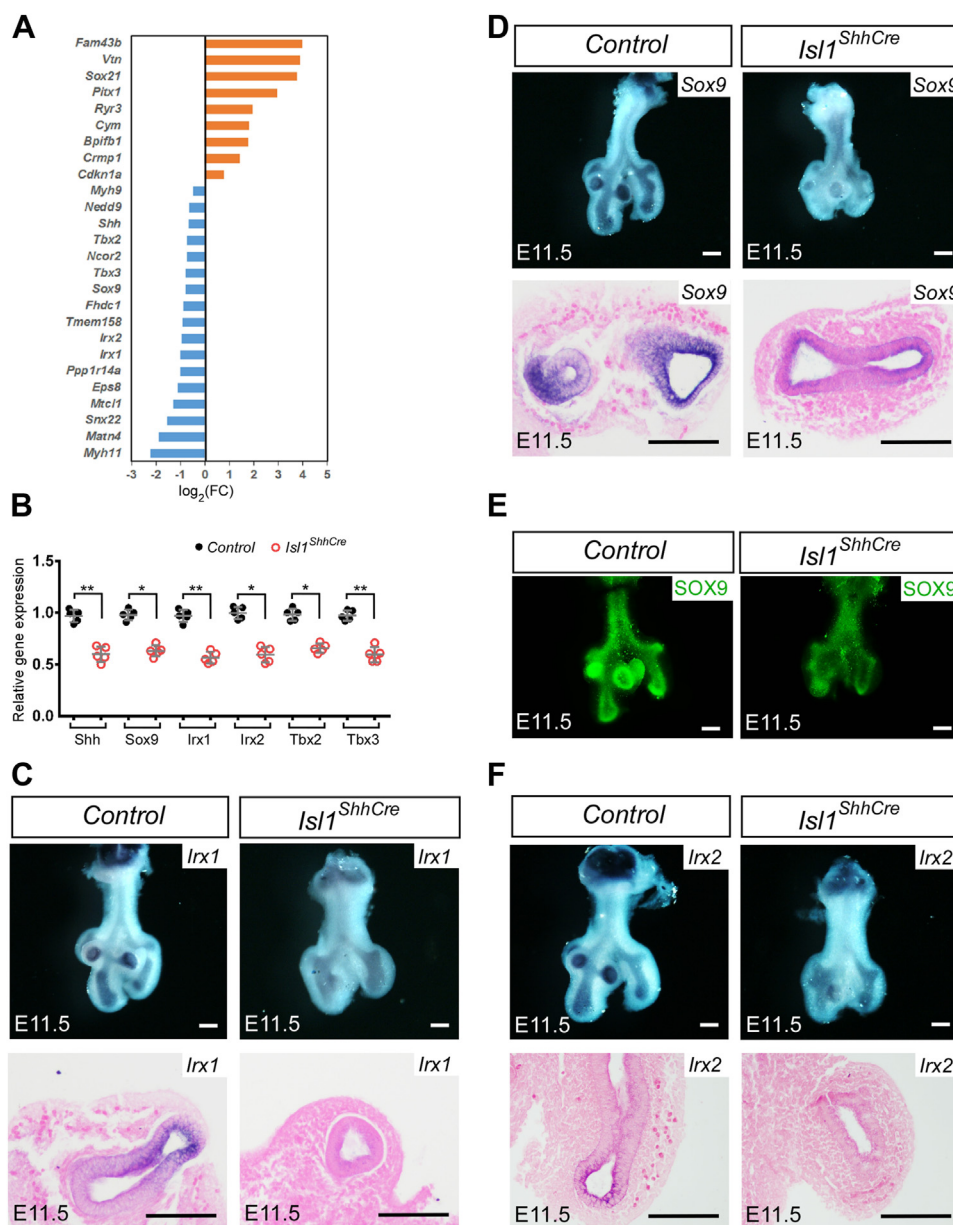 A
Fam43b
Vtn
Sox21
Pitx1
Ryr3
Cym
Bpifb1
Crmp1
Cdkn1a
Myh9
Nedd9
Shh
Tbx2
Ncor2
Tbx3
Sox9
Fhdc1
Tmem158
Irx2
Irx1
Ppp1r14a
Eps8
Mtcl1
Snx22
Matn4
Myh11
-3 -2 -1 0 1 2 3 4 5
log2(FC)
B
Control Isl1ShhCre
Relative gene expression
1.5
1.0
0.5
0.0
** * ** * * **
Shh Sox9 Irx1 Irx2 Tbx2 Tbx3
C
Control Isl1ShhCre
Irx1 Irx1
E11.5 E11.5
Irx1 Irx1
E11.5 E11.5
D
Control Isl1ShhCre
Sox9 Sox9
E11.5 E11.5
Sox9 Sox9
E11.5 E11.5
E
Control Isl1ShhCre
SOX9 SOX9
E11.5 E11.5
F
Control Isl1ShhCre
Irx2 Irx2
E11.5 E11.5
Irx2 Irx2
E11.5 E11.5